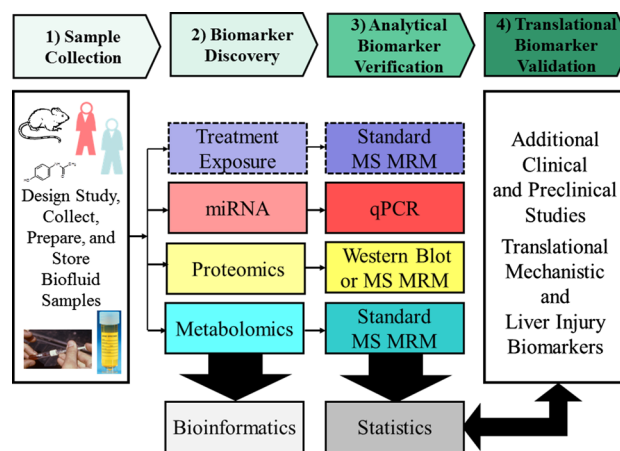 1) Sample
Collection
2) Biomarker
Discovery
3) Analytical
Biomarker
Verification
4) Translational
Biomarker
Validation
Design Study,
Collect,
Prepare, and
Store
Biofluid
Samples
Treatment
Exposure
Standard
MS MRM
miRNA
qPCR
Proteomics
Western Blot
or MS MRM
Metabolomics
Standard
MS MRM
Bioinformatics
Statistics
Additional
Clinical
and Preclinical
Studies
Translational
Mechanistic
and
Liver Injury
Biomarkers